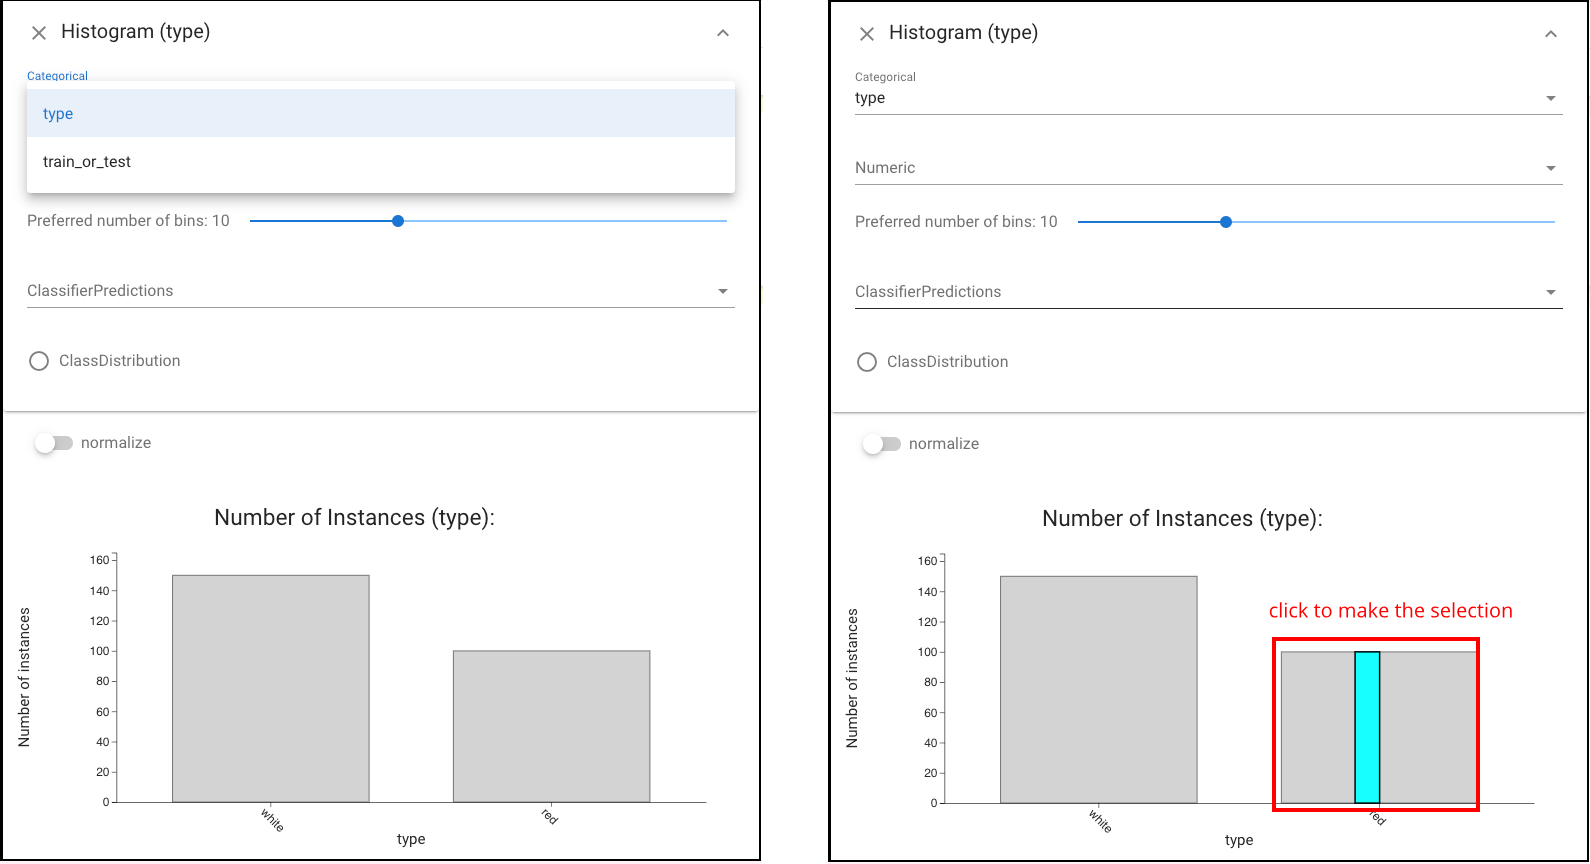 Histogram (type)
Categorical
type
train_or_test
Preferred number of bins: 10
ClassifierPredictions
ClassDistribution
normalize
Number of Instances (type):
160
140
120
100
80
60
40
20
0
Number of instances
white
red
type
Histogram (type)
Categorical
type
Numeric
Preferred number of bins: 10
ClassifierPredictions
ClassDistribution
normalize
Number of Instances (type):
click to make the selection
160
140
120
100
80
60
40
20
0
Number of instances
white
red
type